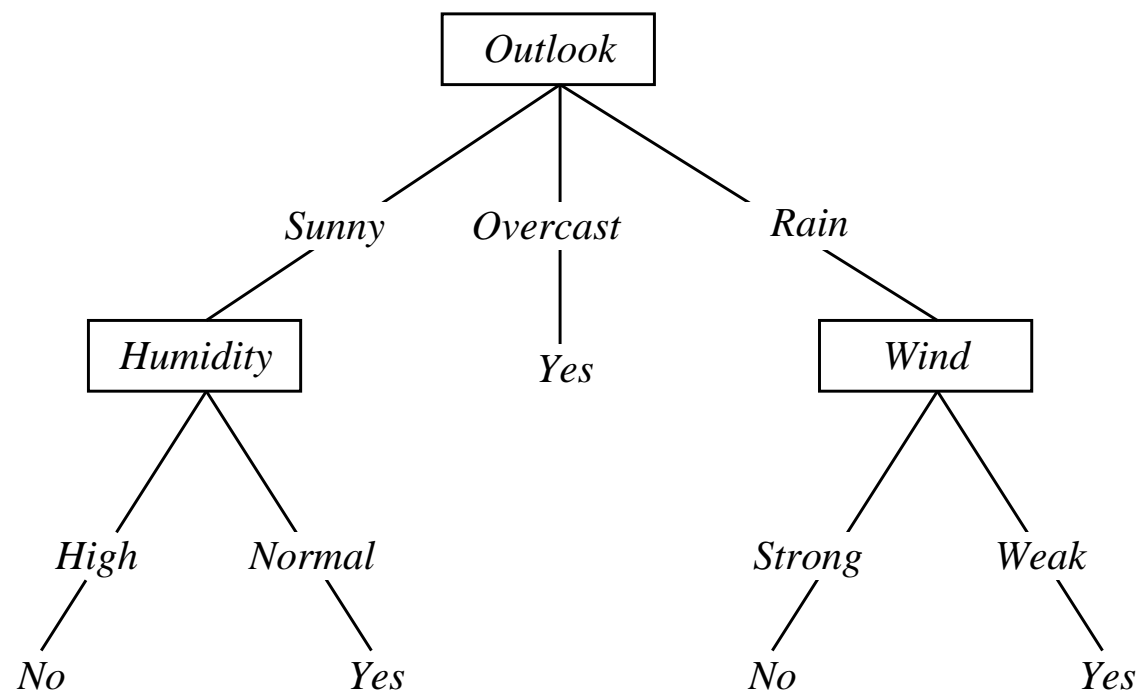 Outlook
Sunny Overcast Rain
Humidity Yes Wind
High Normal Strong Weak
No Yes No Yes